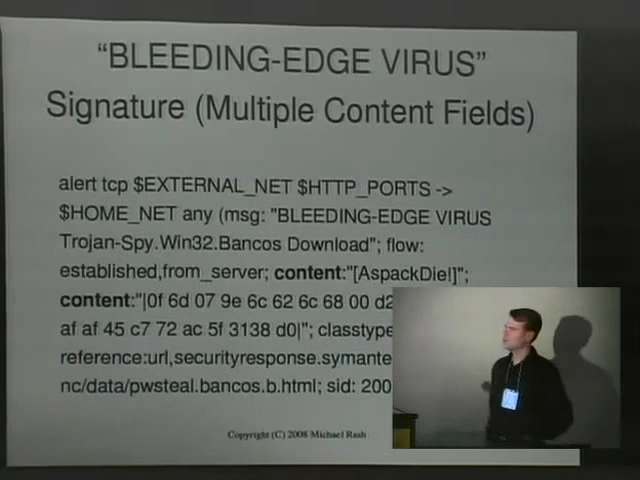 “BLEEDING-EDGE VIRUS”
Signature (Multiple Content Fields)
alert tcp $EXTERNAL_NET $HTTP_PORTS ->
$HOME_NET any (msg: "BLEEDING-EDGE VIRUS
Trojan-Spy.Win32.Bancos Download"; flow:
established,from_server; content:"[AspackDie!]";
content:"|0f 6d 07 9e 6c 62 6c 68 00 d2
af af 45 c7 72 ac 5f 3138 d0|"; classtype
reference:url,securityresponse.symante
nc/data/pwsteal.bancos.b.html; sid: 200
Copyright (C) 2008 Michael Rash